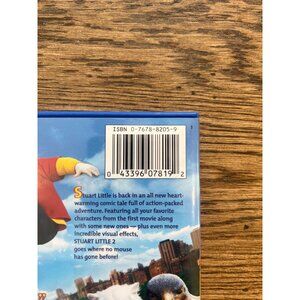 ISBN 0-7678-8205-9
0 43396 07819 2
Stuart Little is back in an all new heart-
warming comic tale full of action-packed
adventure. Featuring all your favorite
characters from the first movie along
with some new ones — plus even more
incredible visual effects,
STUART LITTLE 2
goes where no mouse
has gone before!